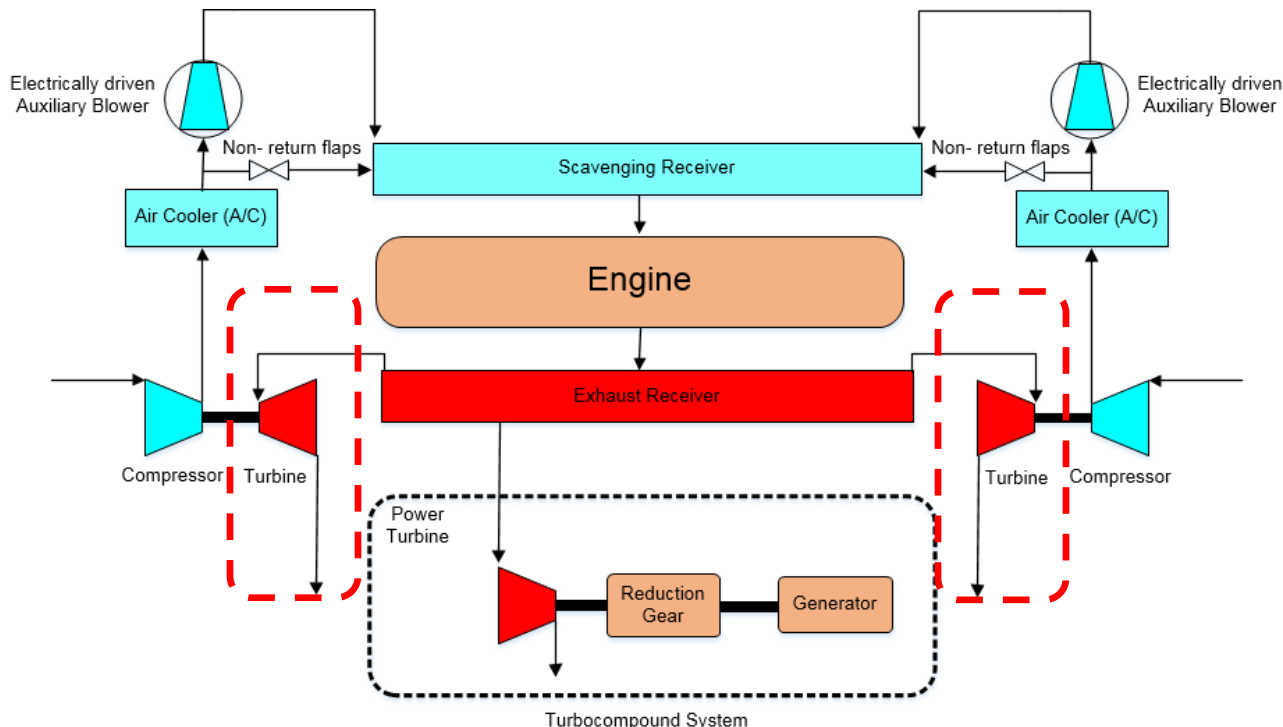 Electrically driven
Auxiliary Blower
Electrically driven
Auxiliary Blower
Non- return flaps
Non- return flaps
Scavenging Receiver
Air Cooler (A/C)
Air Cooler (A/C)
Engine
Exhaust Receiver
Compressor
Turbine
Turbine
Compressor
Power
Turbine
Reduction
Gear
Generator
Turbocompound System